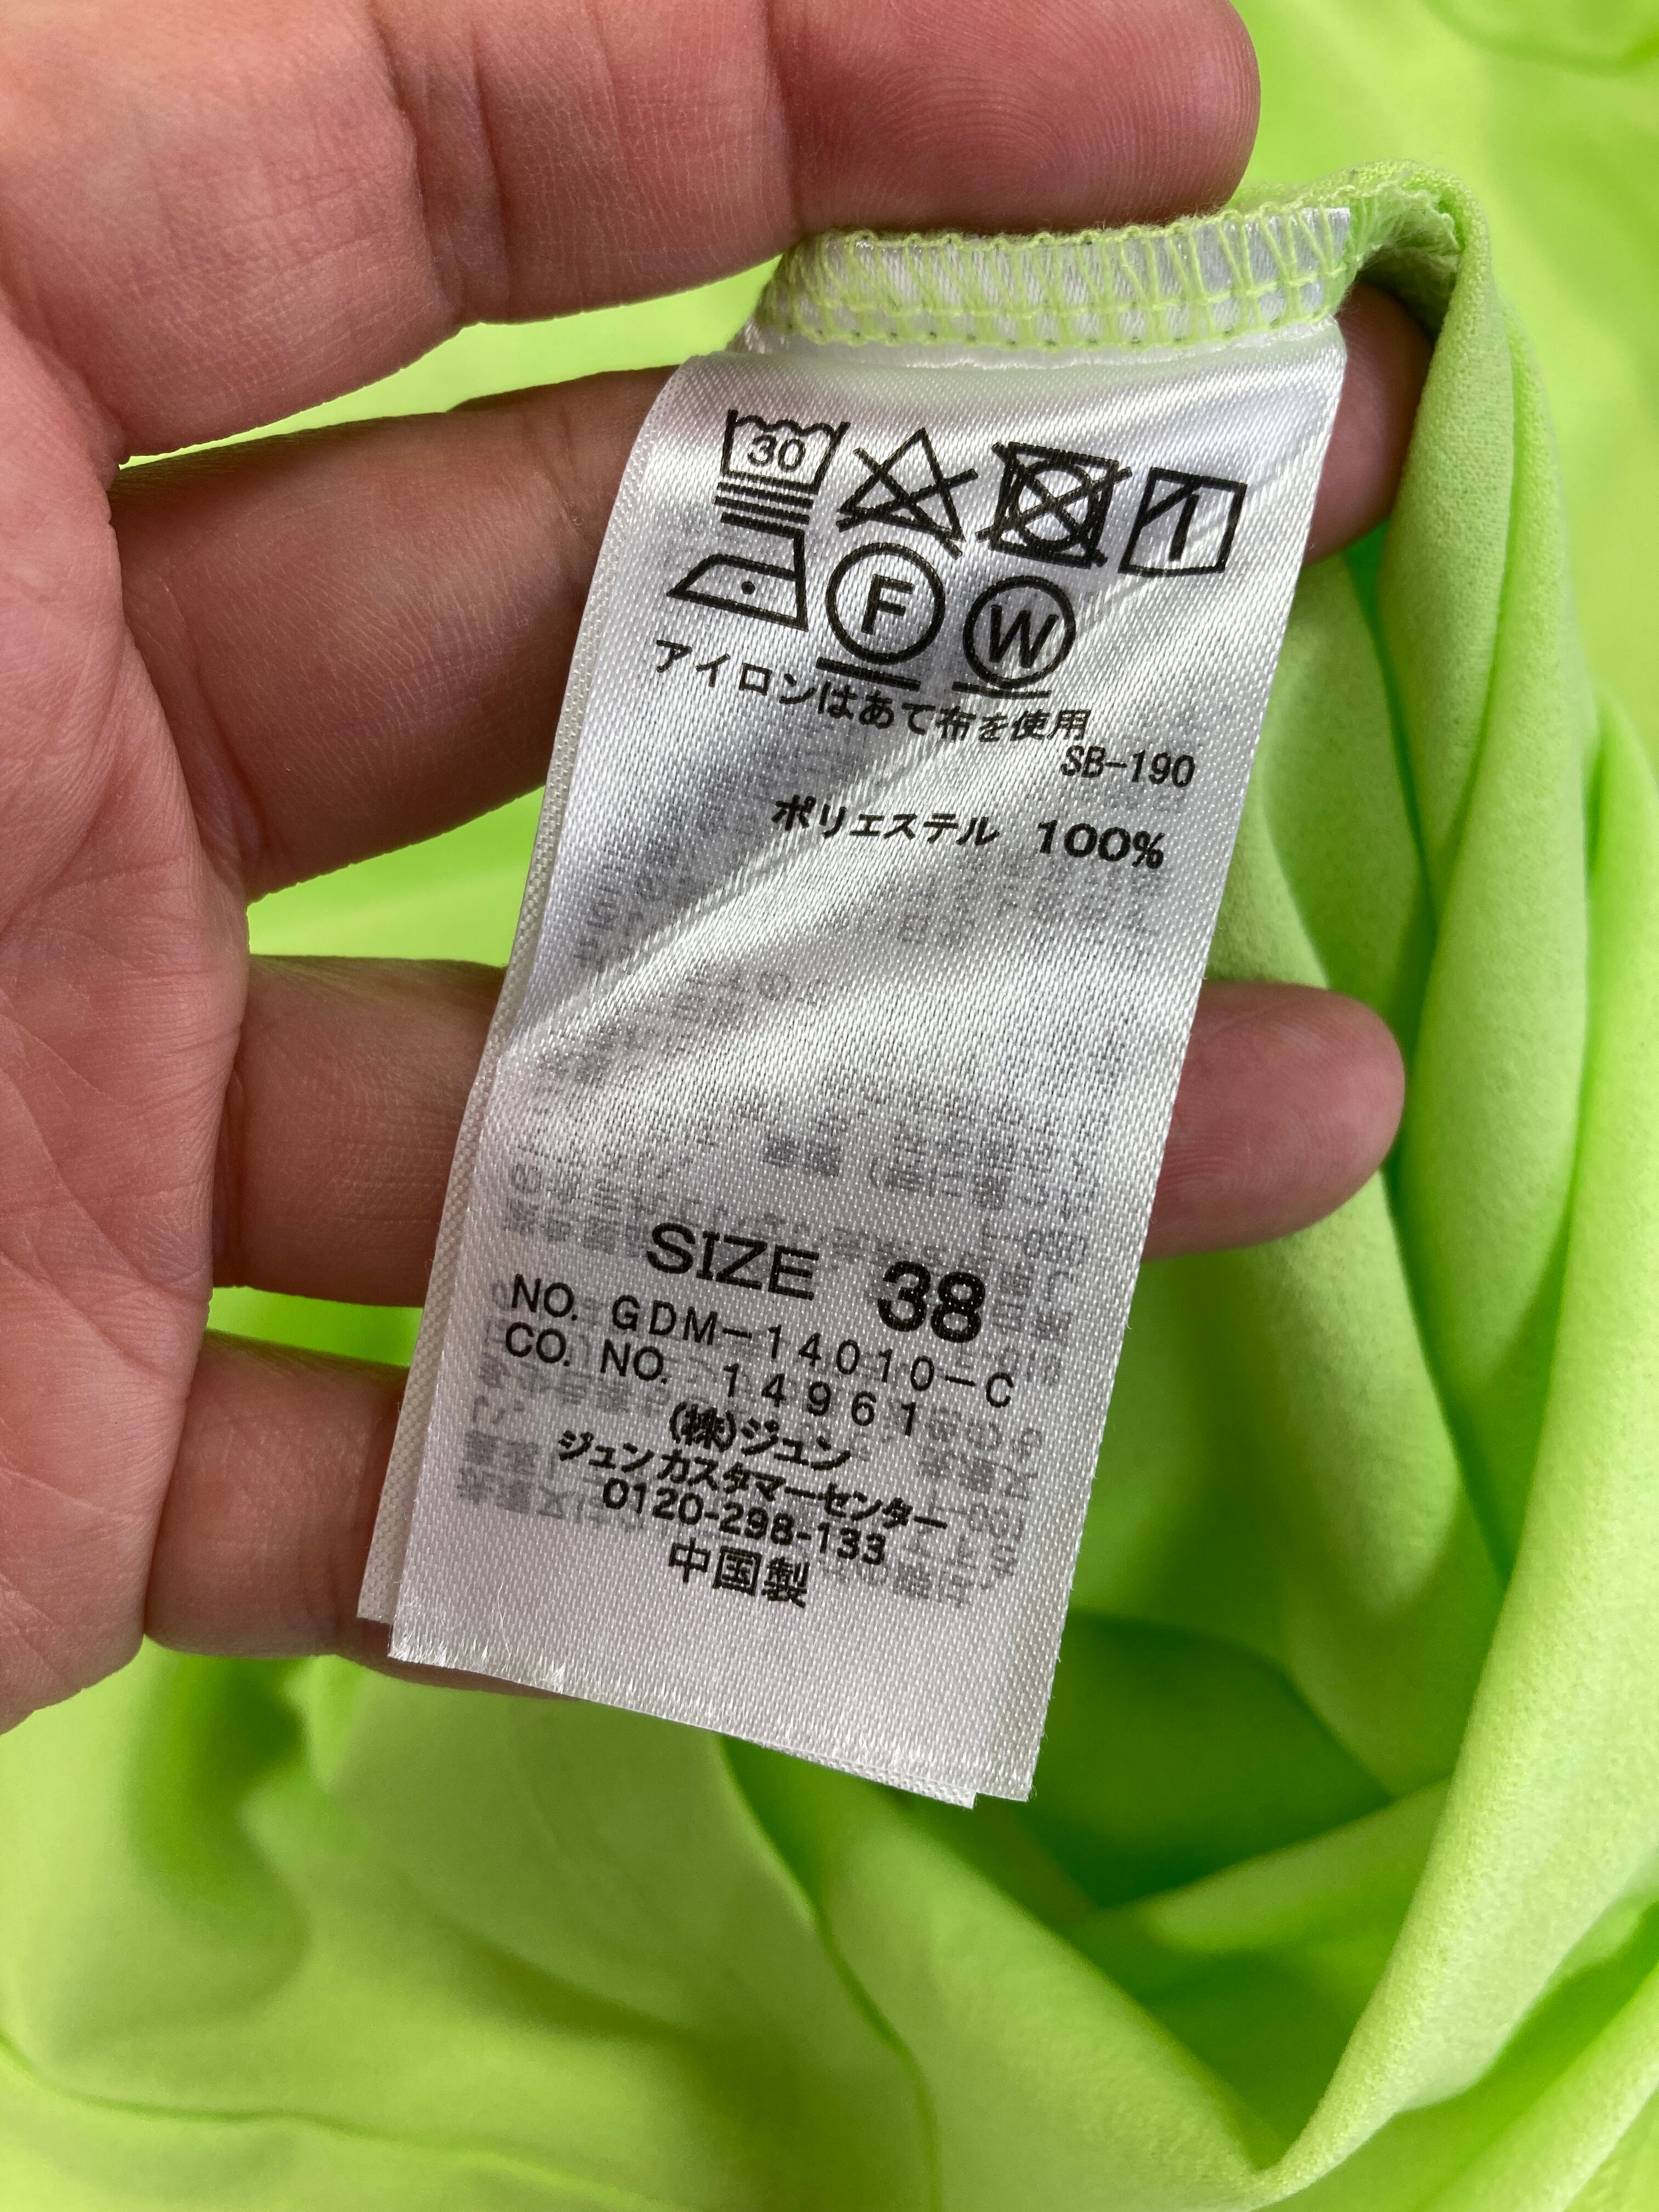 30
F W
アイロンはあて布を使用
SB-190
ポリエステル 100%
SIZE 38
NO. GDM-14010-C
CO. NO. 14961
(株)ジュン
ジュンカスタマーセンター
0120-298-133
中国製